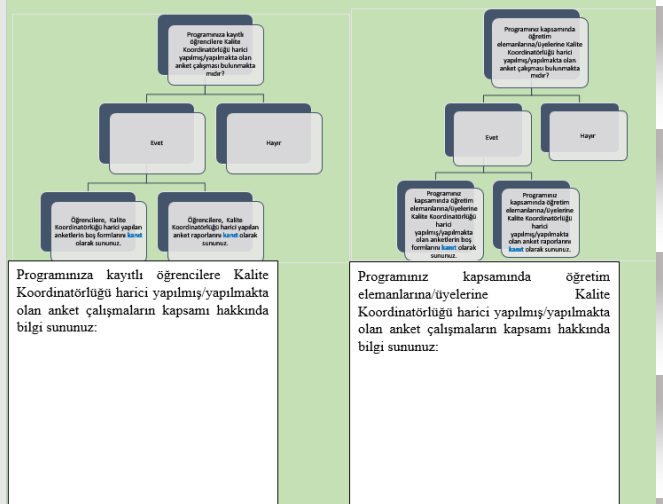 Programınıza kayıtlı
öğrencilere Kalite
Koordinatörlüğü harici
yapılmış/yapılmakta olan
anket çalışması bulunmakta
mıdır?
Evet
Hayır
Öğrencilere, Kalite
Koordinatörlüğü harici yapılan
anketlerin boş formlarını kanıt
olarak sununuz.
Öğrencilere, Kalite
Koordinatörlüğü harici yapılan
anket raporlarını kanıt olarak
sununuz.
Programınıza kayıtlı öğrencilere Kalite
Koordinatörlüğü harici yapılmış/yapılmakta
olan anket çalışmaların kapsamı hakkında
bilgi sununuz:
Programınız kapsamında
öğretim
elemanlarına/üyelerine Kalite
Koordinatörlüğü harici
yapılmış/yapılmakta olan
anket çalışması bulunmakta
mıdır?
Evet
Hayır
Programınız
kapsamında öğretim
elemanlarına/üyelerine
Kalite Koordinatörlüğü
harici
yapılmış/yapılmakta
olan anketlerin boş
formlarını kanıt olarak
sununuz.
Programınız
kapsamında öğretim
elemanlarına/üyelerine
Kalite Koordinatörlüğü
harici
yapılmış/yapılmakta
olan anket raporlarını
kanıt olarak sununuz.
Programınız kapsamında öğretim
elemanlarına/üyelerine Kalite
Koordinatörlüğü harici yapılmış/yapılmakta
olan anket çalışmaların kapsamı hakkında
bilgi sununuz: